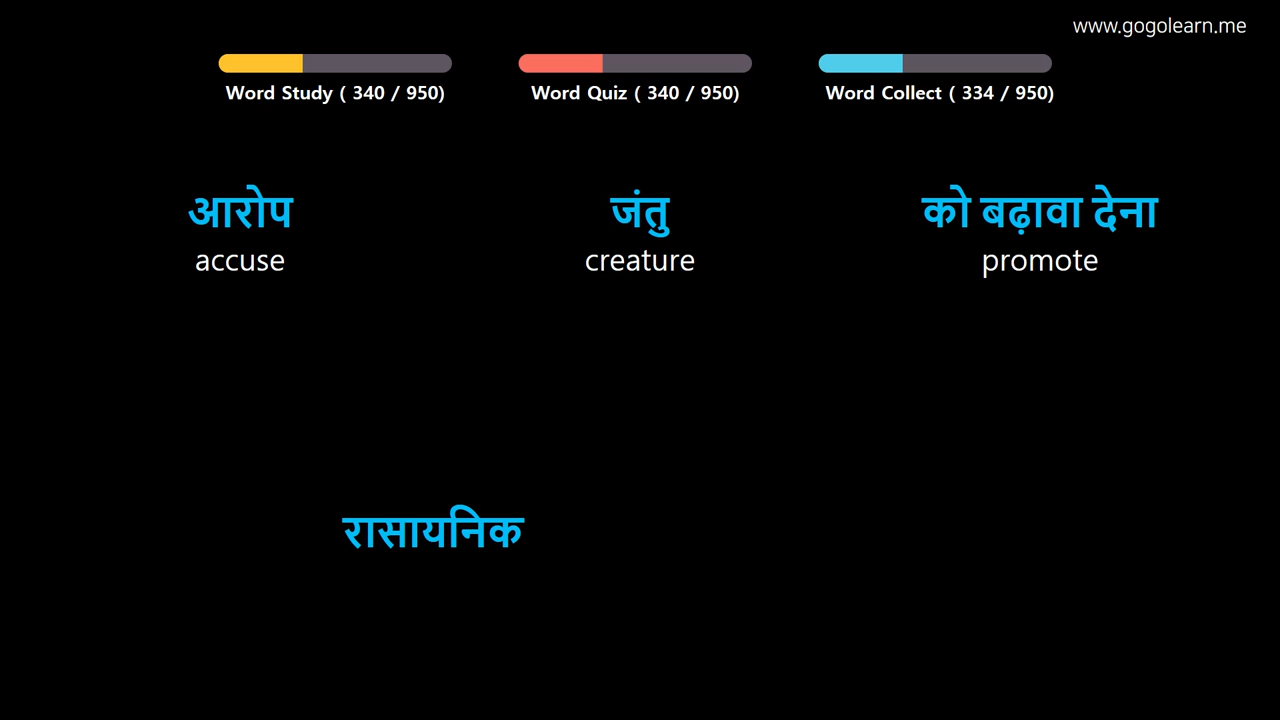 www.gogolearn.me
Word Study ( 340 / 950)
Word Quiz ( 340 / 950)
Word Collect ( 334 / 950)
आरोप
accuse
जंतु
creature
को बढ़ावा देना
promote
रासायनिक